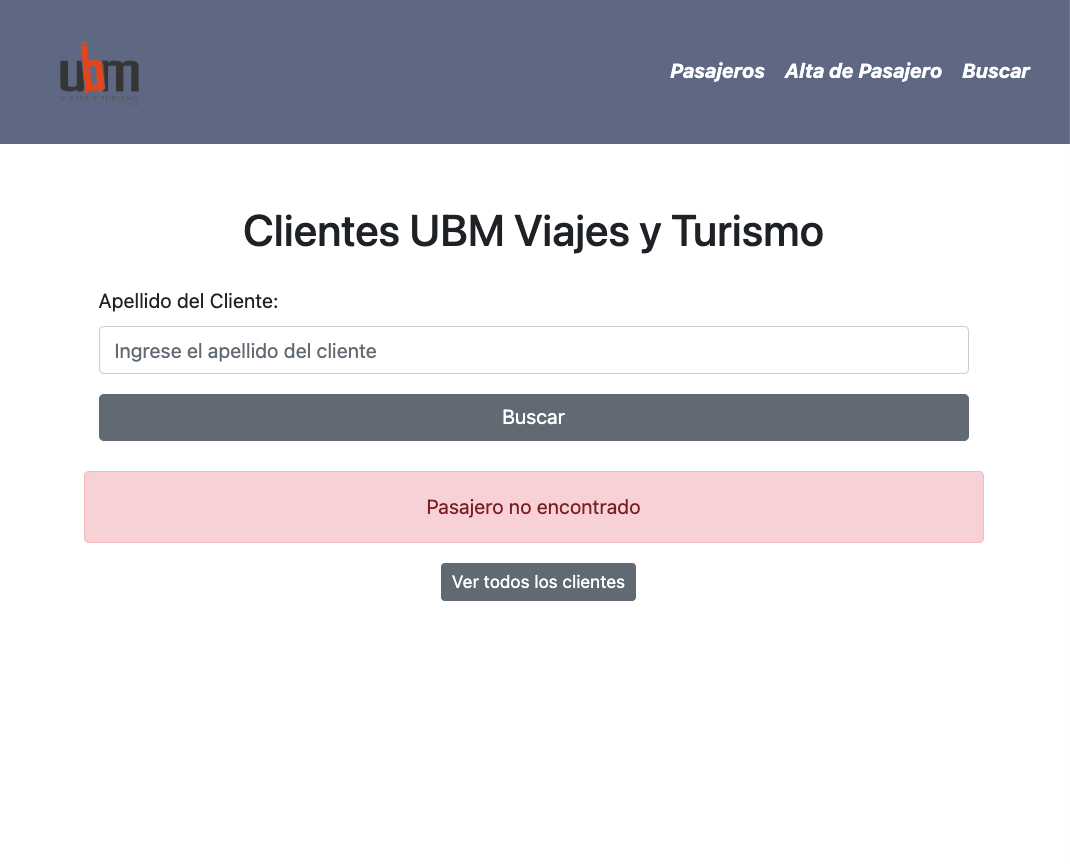 ubm
VIAJES Y TURISMO
Pasajeros Alta de Pasajero Buscar
Clientes UBM Viajes y Turismo
Apellido del Cliente:
Ingrese el apellido del cliente
Buscar
Pasajero no encontrado
Ver todos los clientes